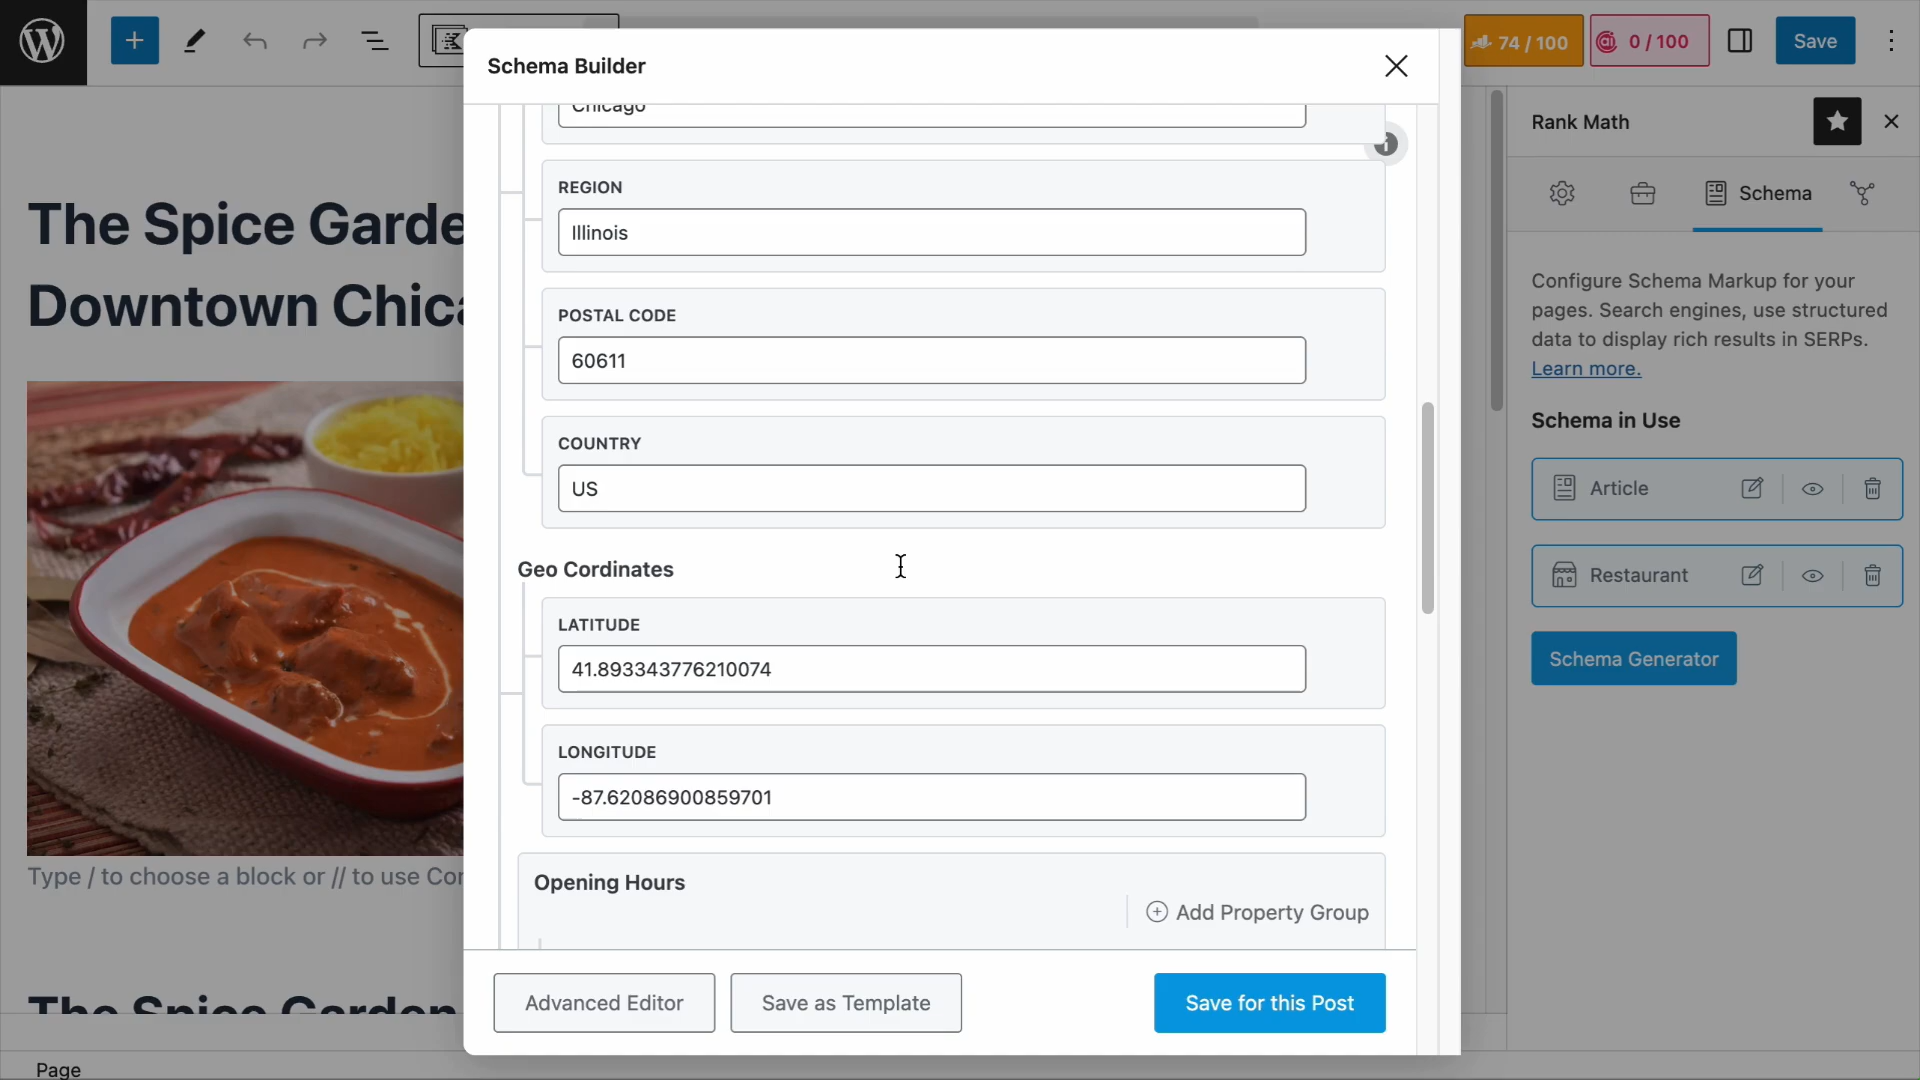 74 / 100
0 / 100
Save
Schema Builder
Chicago
REGION
Illinois
POSTAL CODE
60611
COUNTRY
US
Geo Cordinates
LATITUDE
41.893343776210074
LONGITUDE
-87.62086900859701
Opening Hours
Add Property Group
Advanced Editor
Save as Template
Save for this Post
The Spice Garde
Downtown Chica
Type / to choose a block or // to use Con
The Spice Garden
Page
Rank Math
Schema
Configure Schema Markup for your
pages. Search engines, use structured
data to display rich results in SERPs.
Learn more.
Schema in Use
Article
Restaurant
Schema Generator